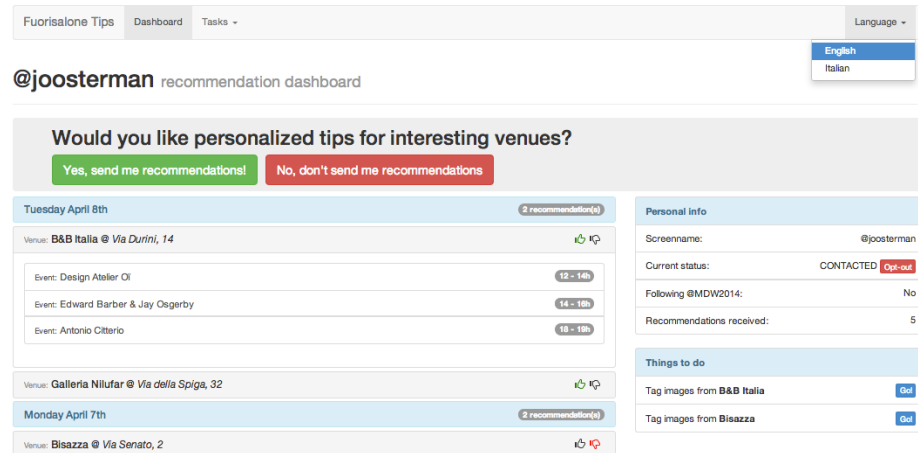 Fuorisalone Tips Dashboard Tasks Language
English
Italian
@joosterman recommendation dashboard
Would you like personalized tips for interesting venues?
Yes, send me recommendations! No, don't send me recommendations
Tuesday April 8th 2 recommendation(s)
Venue: B&B Italia @ Via Durini, 14
Event: Design Atelier Oï 12 - 14h
Event: Edward Barber & Jay Osgerby 14 - 16h
Event: Antonio Citterio 18 - 19h
Venue: Galleria Nilufar @ Via della Spiga, 32
Monday April 7th 2 recommendation(s)
Venue: Bisazza @ Via Senato, 2
Personal info
Screenname: @joosterman
Current status: CONTACTED Opt-out
Following @MDW2014: No
Recommendations received: 5
Things to do
Tag images from B&B Italia Go!
Tag images from Bisazza Go!